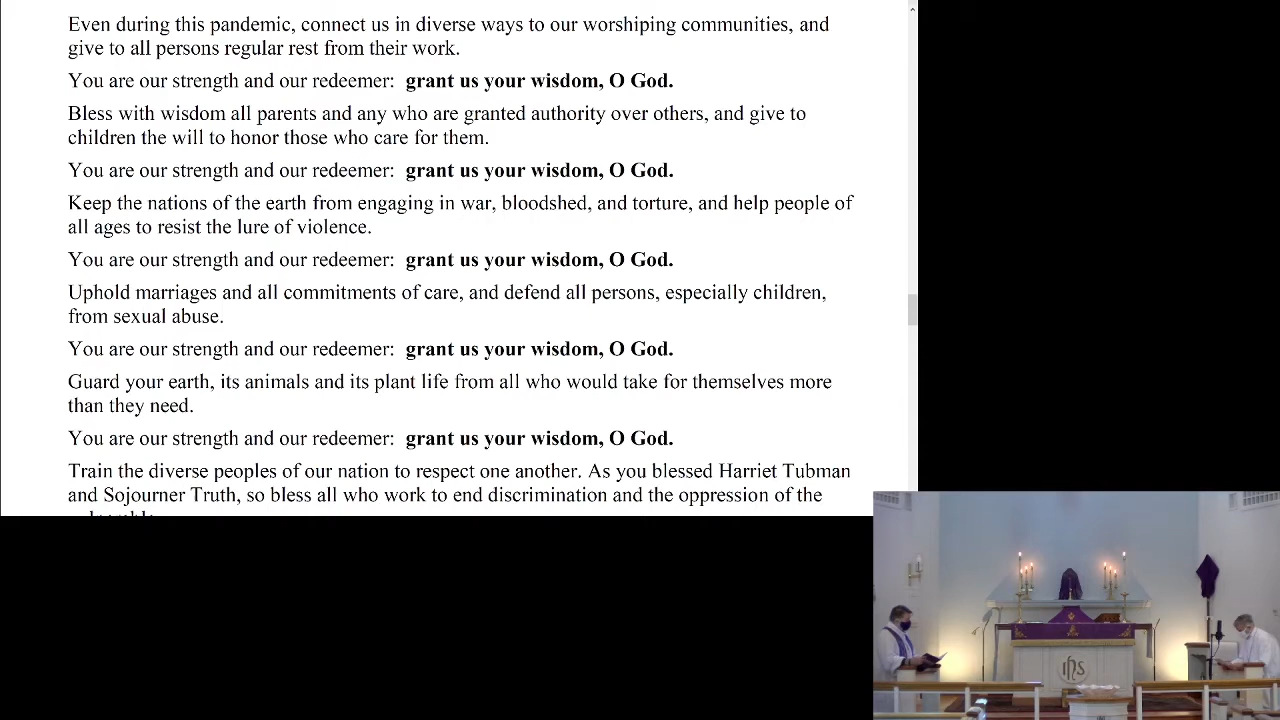 Even during this pandemic, connect us in diverse ways to our worshiping communities, and
give to all persons regular rest from their work.
You are our strength and our redeemer: grant us your wisdom, O God.
Bless with wisdom all parents and any who are granted authority over others, and give to
children the will to honor those who care for them.
You are our strength and our redeemer: grant us your wisdom, O God.
Keep the nations of the earth from engaging in war, bloodshed, and torture, and help people of
all ages to resist the lure of violence.
You are our strength and our redeemer: grant us your wisdom, O God.
Uphold marriages and all commitments of care, and defend all persons, especially children,
from sexual abuse.
You are our strength and our redeemer: grant us your wisdom, O God.
Guard your earth, its animals and its plant life from all who would take for themselves more
than they need.
You are our strength and our redeemer: grant us your wisdom, O God.
Train the diverse peoples of our nation to respect one another. As you blessed Harriet Tubman
and Sojourner Truth, so bless all who work to end discrimination and the oppression of the
IHS